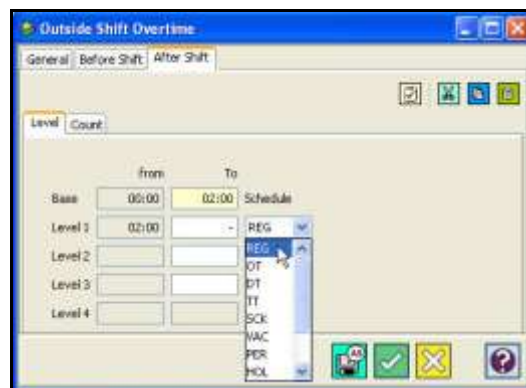 Outside Shift Overtime
General Before Shift After Shift
Level Count
from To
Base 00:00 02:00 Schedule
Level 1 02:00 - REG
Level 2 REG
OT
Level 3 DT
TT
Level 4 SCK
VAC
PER
HOL